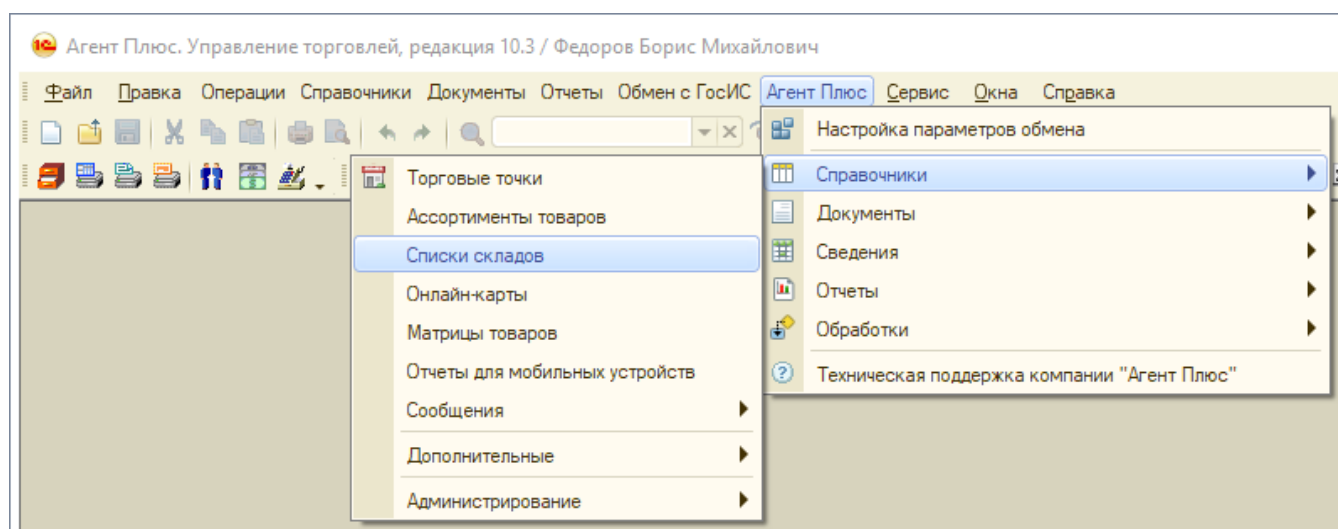 Агент Плюс. Управление торговлей, редакция 10.3 / Федоров Борис Михайлович
Файл Правка Операции Справочники Документы Отчеты Обмен с ГосИС Агент Плюс Сервис Окна Справка
Настройка параметров обмена
Справочники
Документы
Сведения
Отчеты
Обработки
Техническая поддержка компании "Агент Плюс"
Торговые точки
Ассортименты товаров
Списки складов
Онлайн-карты
Матрицы товаров
Отчеты для мобильных устройств
Сообщения
Дополнительные
Администрирование